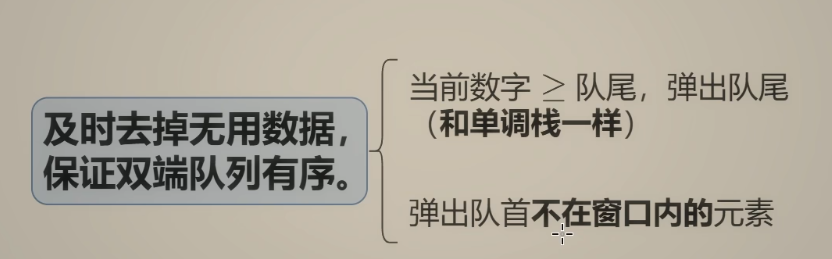 及时去掉无用数据，
保证双端队列有序。
当前数字 ≥ 队尾，弹出队尾
（和单调栈一样）
弹出队首不在窗口内的元素